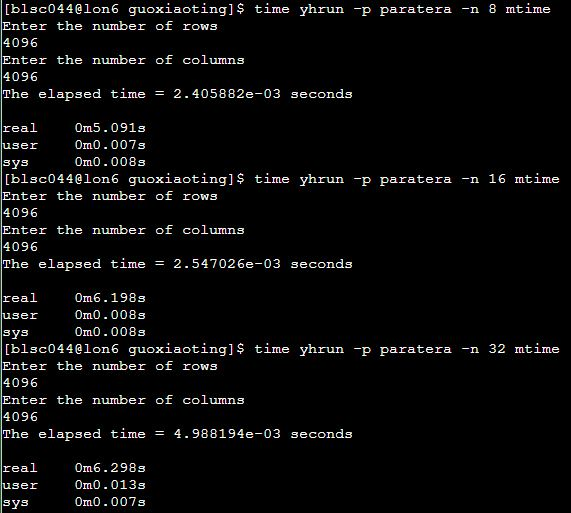 [blsc044@lon6 guoxiaoting]$ time yhrun -p paratera -n 8 mtime
Enter the number of rows
4096
Enter the number of columns
4096
The elapsed time = 2.405882e-03 seconds
real    0m5.091s
user    0m0.007s
sys     0m0.008s
[blsc044@lon6 guoxiaoting]$ time yhrun -p paratera -n 16 mtime
Enter the number of rows
4096
Enter the number of columns
4096
The elapsed time = 2.547026e-03 seconds
real    0m6.198s
user    0m0.008s
sys     0m0.008s
[blsc044@lon6 guoxiaoting]$ time yhrun -p paratera -n 32 mtime
Enter the number of rows
4096
Enter the number of columns
4096
The elapsed time = 4.988194e-03 seconds
real    0m6.298s
user    0m0.013s
sys     0m0.007s